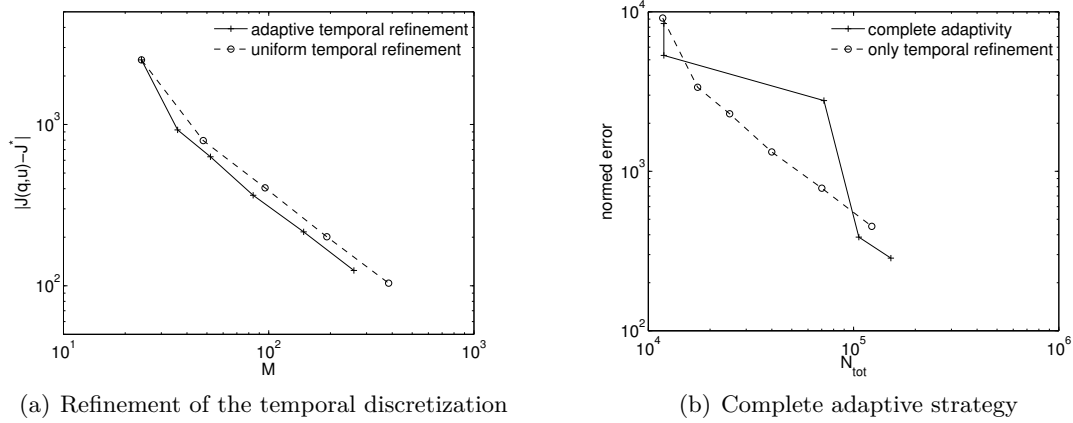 adaptive temporal refinement
uniform temporal refinement
10^3
10^2
|J(q,u)−J^*|
10^1
10^2
10^3
M
(a) Refinement of the temporal discretization
complete adaptivity
only temporal refinement
10^4
10^3
10^2
normed error
10^4
10^5
10^6
N_tot
(b) Complete adaptive strategy